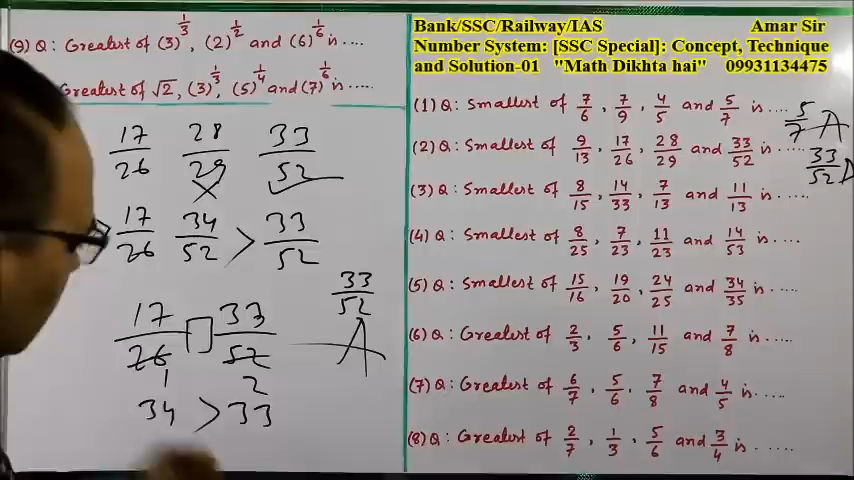 (9) Q: Greatest of (3)^1/3, (2)^1/2 and (6)^1/6 is ....
Greatest of √2, (3)^1/3, (5)^1/4 and (7)^1/6 is .....
17/26 28/29 33/52
17/26 34/52 > 33/52
33/52
17/26 33/52 A
1 2
34 > 33
Bank/SSC/Railway/IAS Amar Sir
Number System: [SSC Special]: Concept, Technique
and Solution-01 "Math Dikhta hai" 09931134475
(1) Q: Smallest of 7/6, 7/9, 4/5 and 5/7 is .... 5/7 A
(2) Q: Smallest of 9/13, 17/26, 28/29 and 33/52 is ..... 33/52 A
(3) Q: Smallest of 8/15, 14/33, 7/13 and 11/13 is .....
(4) Q: Smallest of 8/25, 7/23, 11/23 and 14/53 is .....
(5) Q: Smallest of 15/16, 19/20, 24/25 and 34/35 is .....
(6) Q: Greatest of 2/3, 5/6, 11/15 and 7/8 is .....
(7) Q: Greatest of 6/7, 5/6, 7/8 and 4/5 is .....
(8) Q: Greatest of 2/7, 1/3, 5/6 and 3/4 is .....